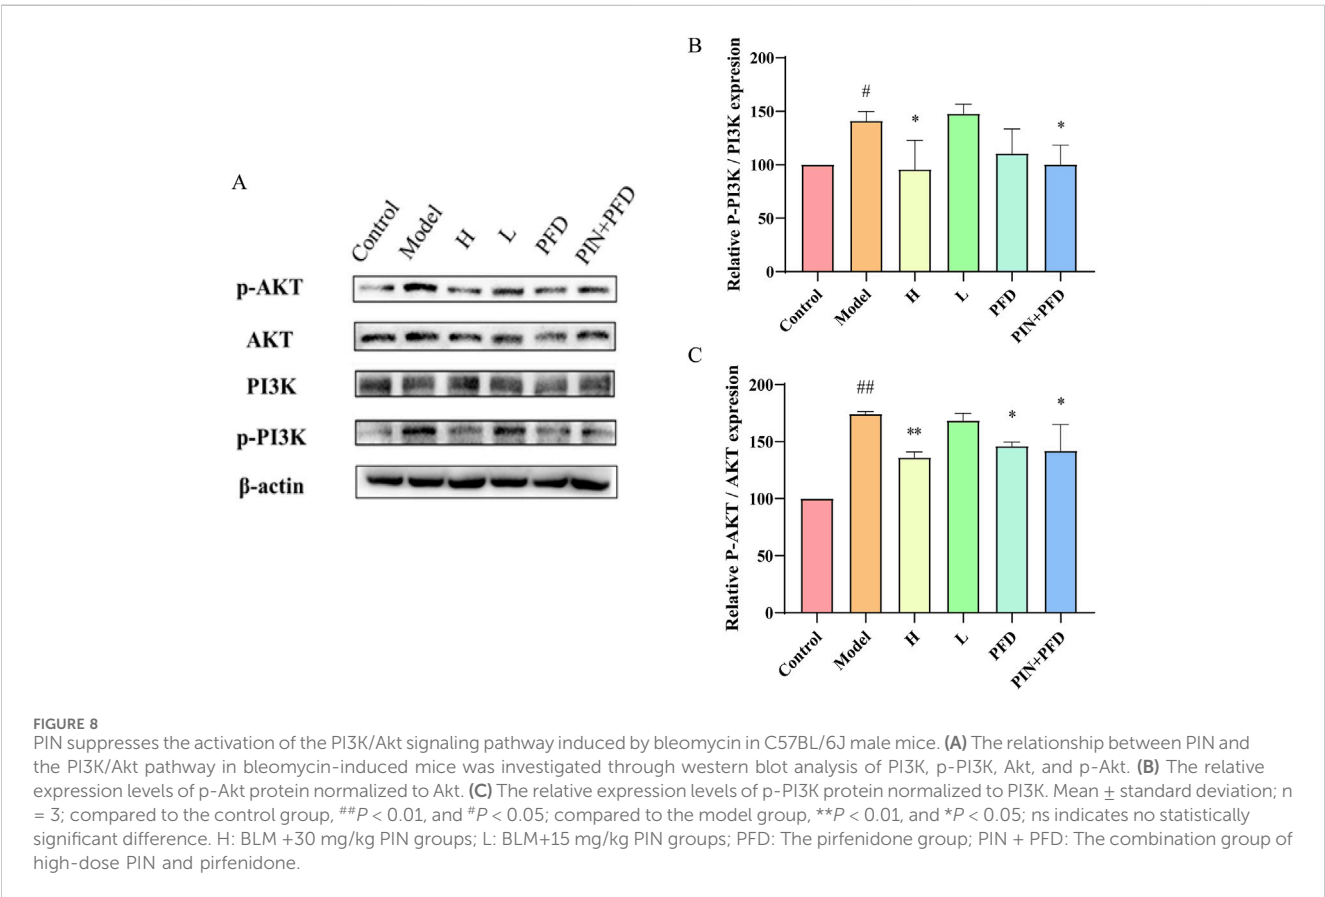 A
Control
Model
H
L
PFD
PIN+PFD
p-AKT
AKT
PI3K
p-PI3K
β-actin
B
Relative P-PI3K / PI3K expresion
200
150
100
50
0
#
*
*
Control
Model
H
L
PFD
PIN+PFD
C
Relative P-AKT / AKT expresion
200
150
100
50
0
##
**
*
*
Control
Model
H
L
PFD
PIN+PFD
FIGURE 8
PIN suppresses the activation of the PI3K/Akt signaling pathway induced by bleomycin in C57BL/6J male mice. (A) The relationship between PIN and
the PI3K/Akt pathway in bleomycin-induced mice was investigated through western blot analysis of PI3K, p-PI3K, Akt, and p-Akt. (B) The relative
expression levels of p-Akt protein normalized to Akt. (C) The relative expression levels of p-PI3K protein normalized to PI3K. Mean ± standard deviation; n
= 3; compared to the control group, ##P < 0.01, and #P < 0.05; compared to the model group, **P < 0.01, and *P < 0.05; ns indicates no statistically
significant difference. H: BLM +30 mg/kg PIN groups; L: BLM+15 mg/kg PIN groups; PFD: The pirfenidone group; PIN + PFD: The combination group of
high-dose PIN and pirfenidone.